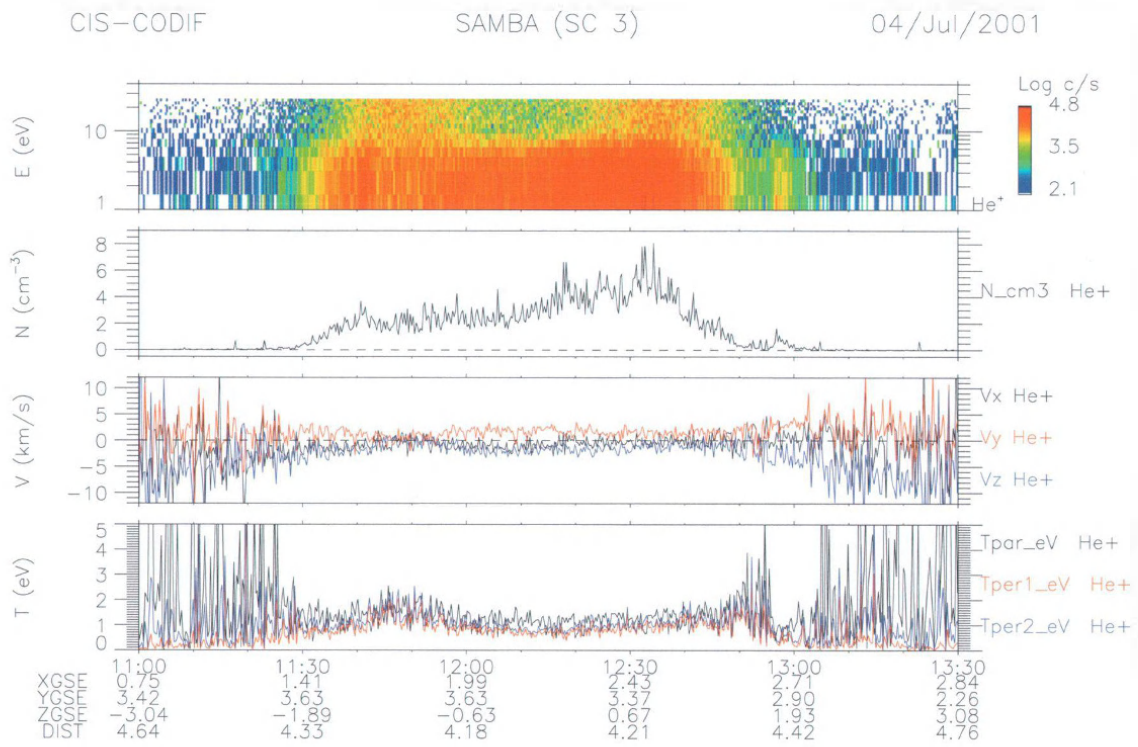 CIS-CODIF SAMBA (SC 3) 04/Jul/2001
Log c/s
4.8
3.5
2.1
E (eV)
10
1
He+
N (cm-3)
8
6
4
2
0
N_cm3 He+
V (km/s)
10
5
0
-5
-10
Vx He+
Vy He+
Vz He+
T (eV)
5
4
3
2
1
0
Tpar_eV He+
Tper1_eV He+
Tper2_eV He+
11:00 11:30 12:00 12:30 13:00 13:30
XGSE 0.75 1.41 1.99 2.43 2.71 2.84
YGSE 3.42 3.63 3.63 3.37 2.90 2.26
ZGSE -3.04 -1.89 -0.63 0.67 1.93 3.08
DIST 4.64 4.33 4.18 4.21 4.42 4.76